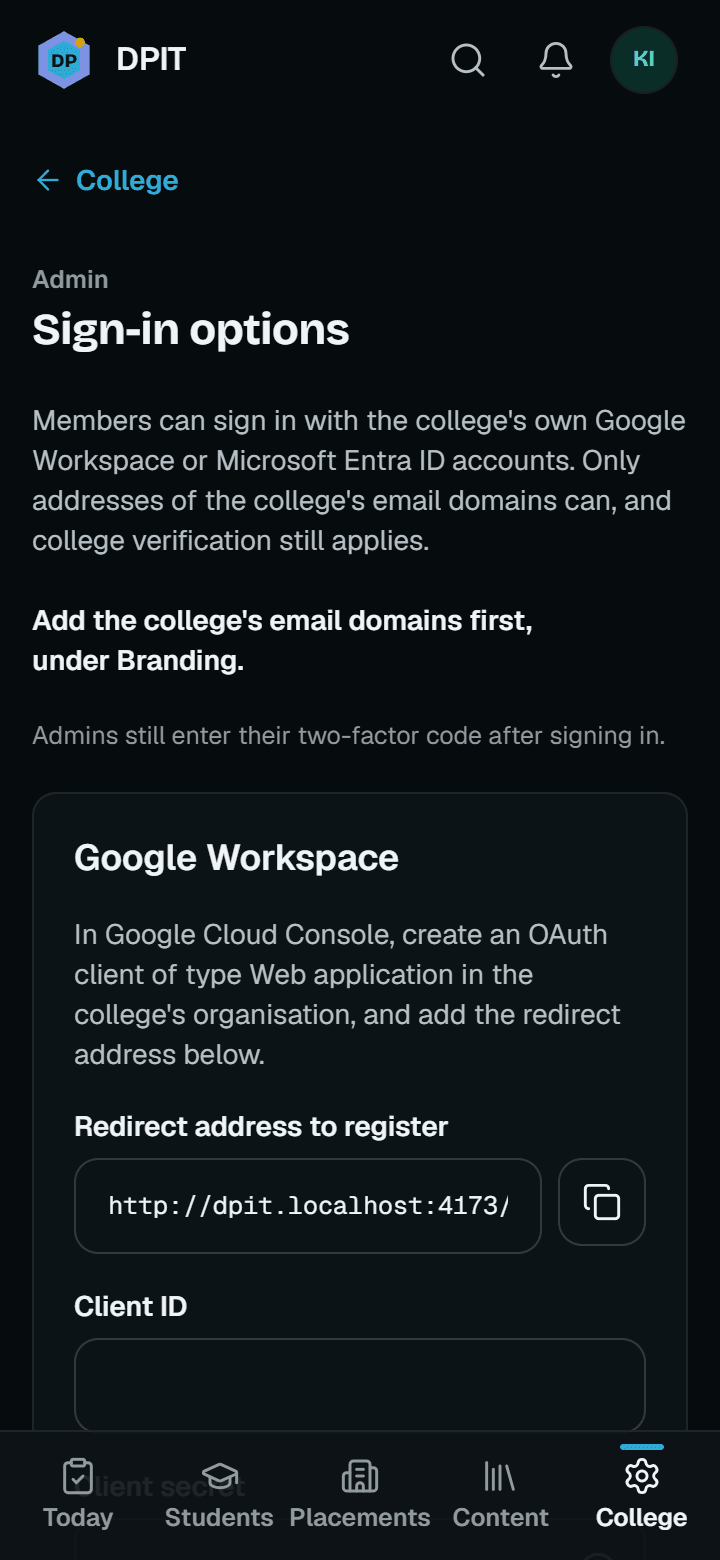 DP
DPIT
KI
College
Admin
Sign-in options
Members can sign in with the college's own Google
Workspace or Microsoft Entra ID accounts. Only
addresses of the college's email domains can, and
college verification still applies.
Add the college's email domains first,
under Branding.
Admins still enter their two-factor code after signing in.
Google Workspace
In Google Cloud Console, create an OAuth
client of type Web application in the
college's organisation, and add the redirect
address below.
Redirect address to register
http://dpit.localhost:4173/
Client ID
Client secret
Today
Students
Placements
Content
College